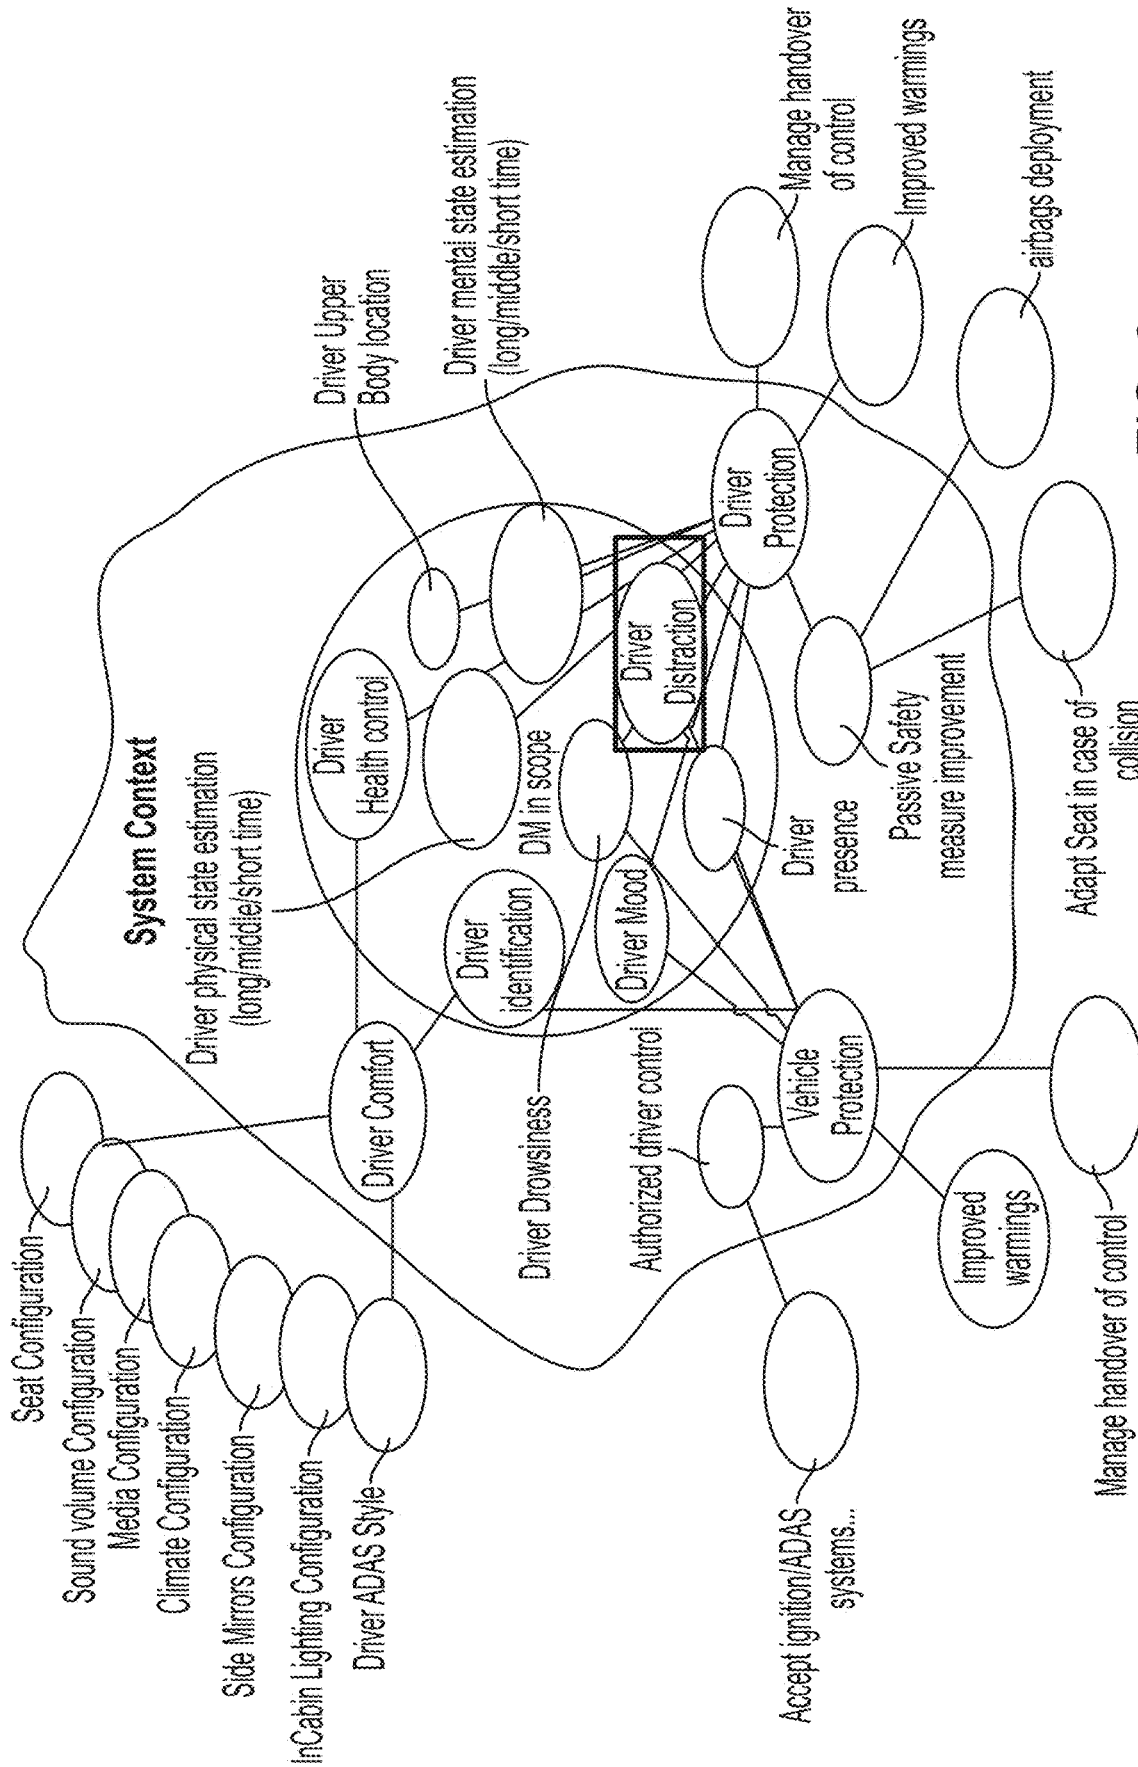 Seat Configuration
Sound volume Configuration
Media Configuration
Climate Configuration
Side Mirrors Configuration
InCabin Lighting Configuration
Driver ADAS Style
System Context
Driver physical state estimation
(long/middle/short time)
Driver Comfort
Driver
Health control
Driver Upper
Body location
Driver mental state estimation
(long/middle/short time)
Driver
identification
DM in scope
Driver Drowsiness
Driver Mood
Driver
Distraction
Authorized driver control
Driver
presence
Driver
Protection
Manage handover
of control
Improved warnings
Accept ignition/ADAS
systems...
Vehicle
Protection
Passive Safety
measure improvement
airbags deployment
Improved
warnings
Adapt Seat in case of
collision
Manage handover of control